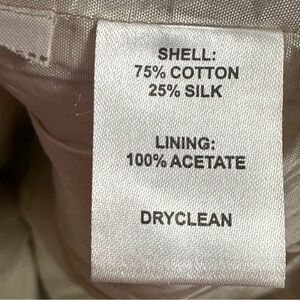 SHELL:
75% COTTON
25% SILK
LINING:
100% ACETATE
DRYCLEAN